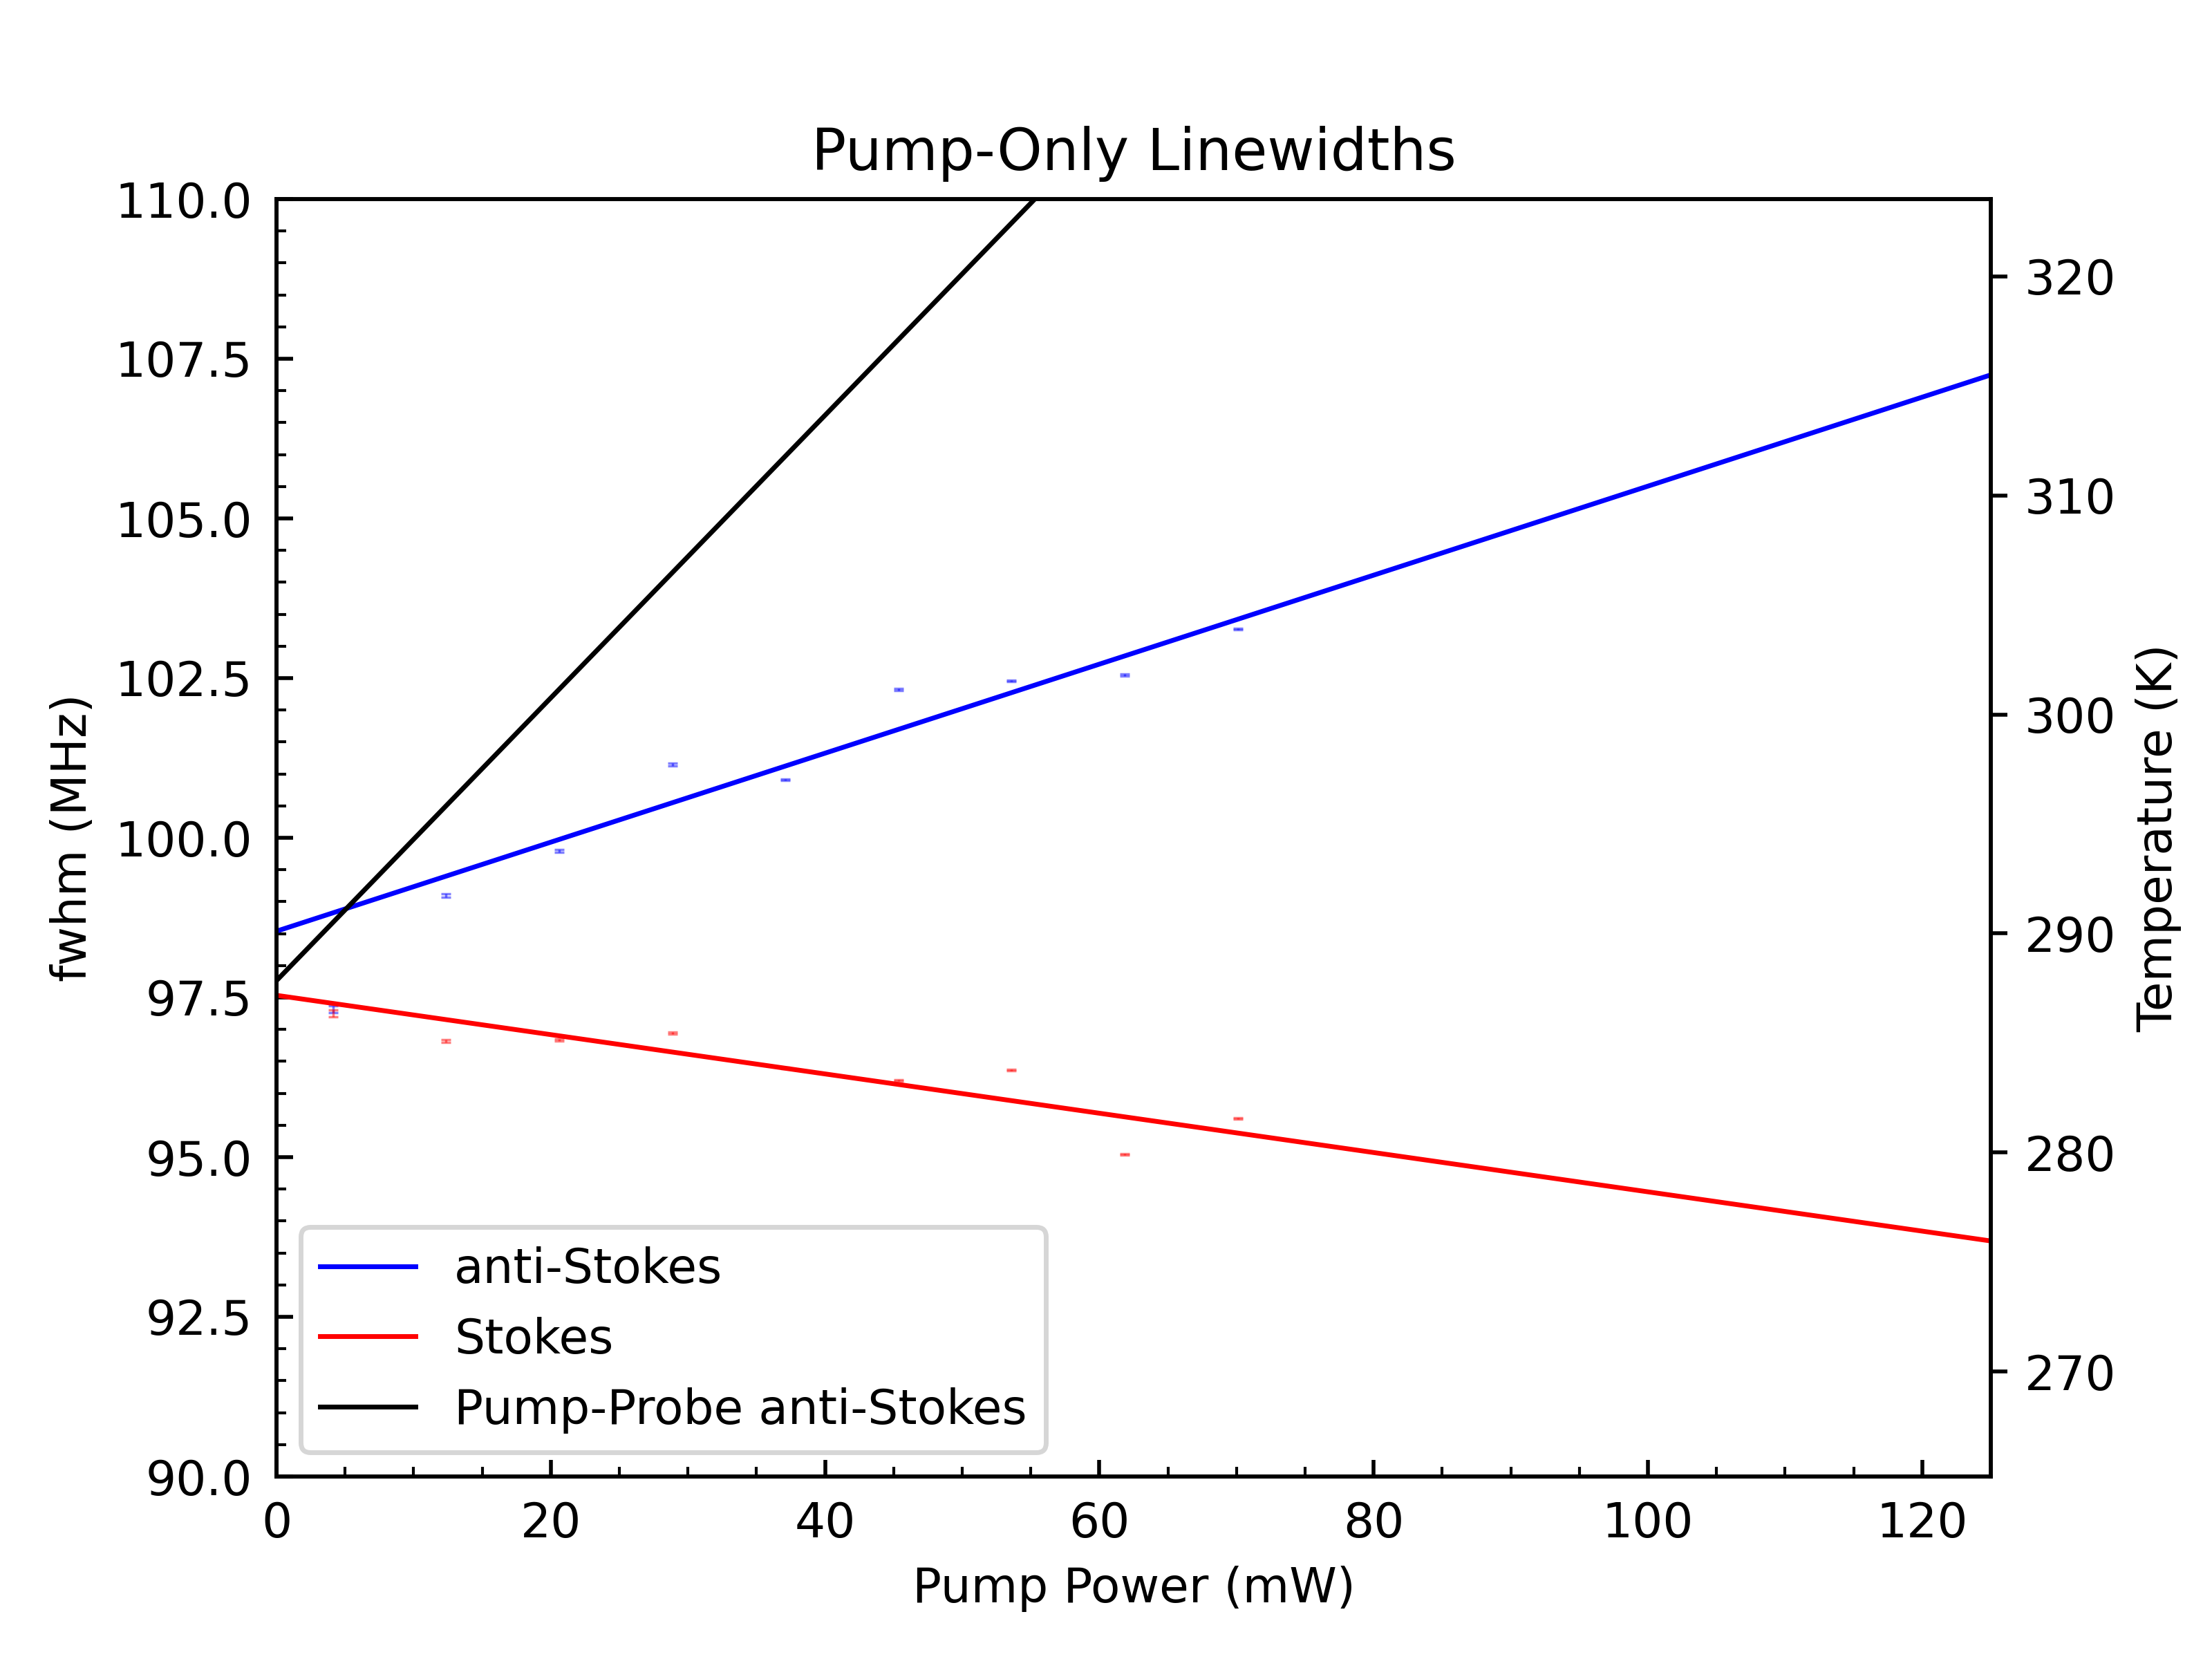 Pump-Only Linewidths
110.0
107.5
105.0
102.5
100.0
97.5
95.0
92.5
90.0
fwhm (MHz)
320
310
300
290
280
270
Temperature (K)
anti-Stokes
Stokes
Pump-Probe anti-Stokes
0 20 40 60 80 100 120
Pump Power (mW)